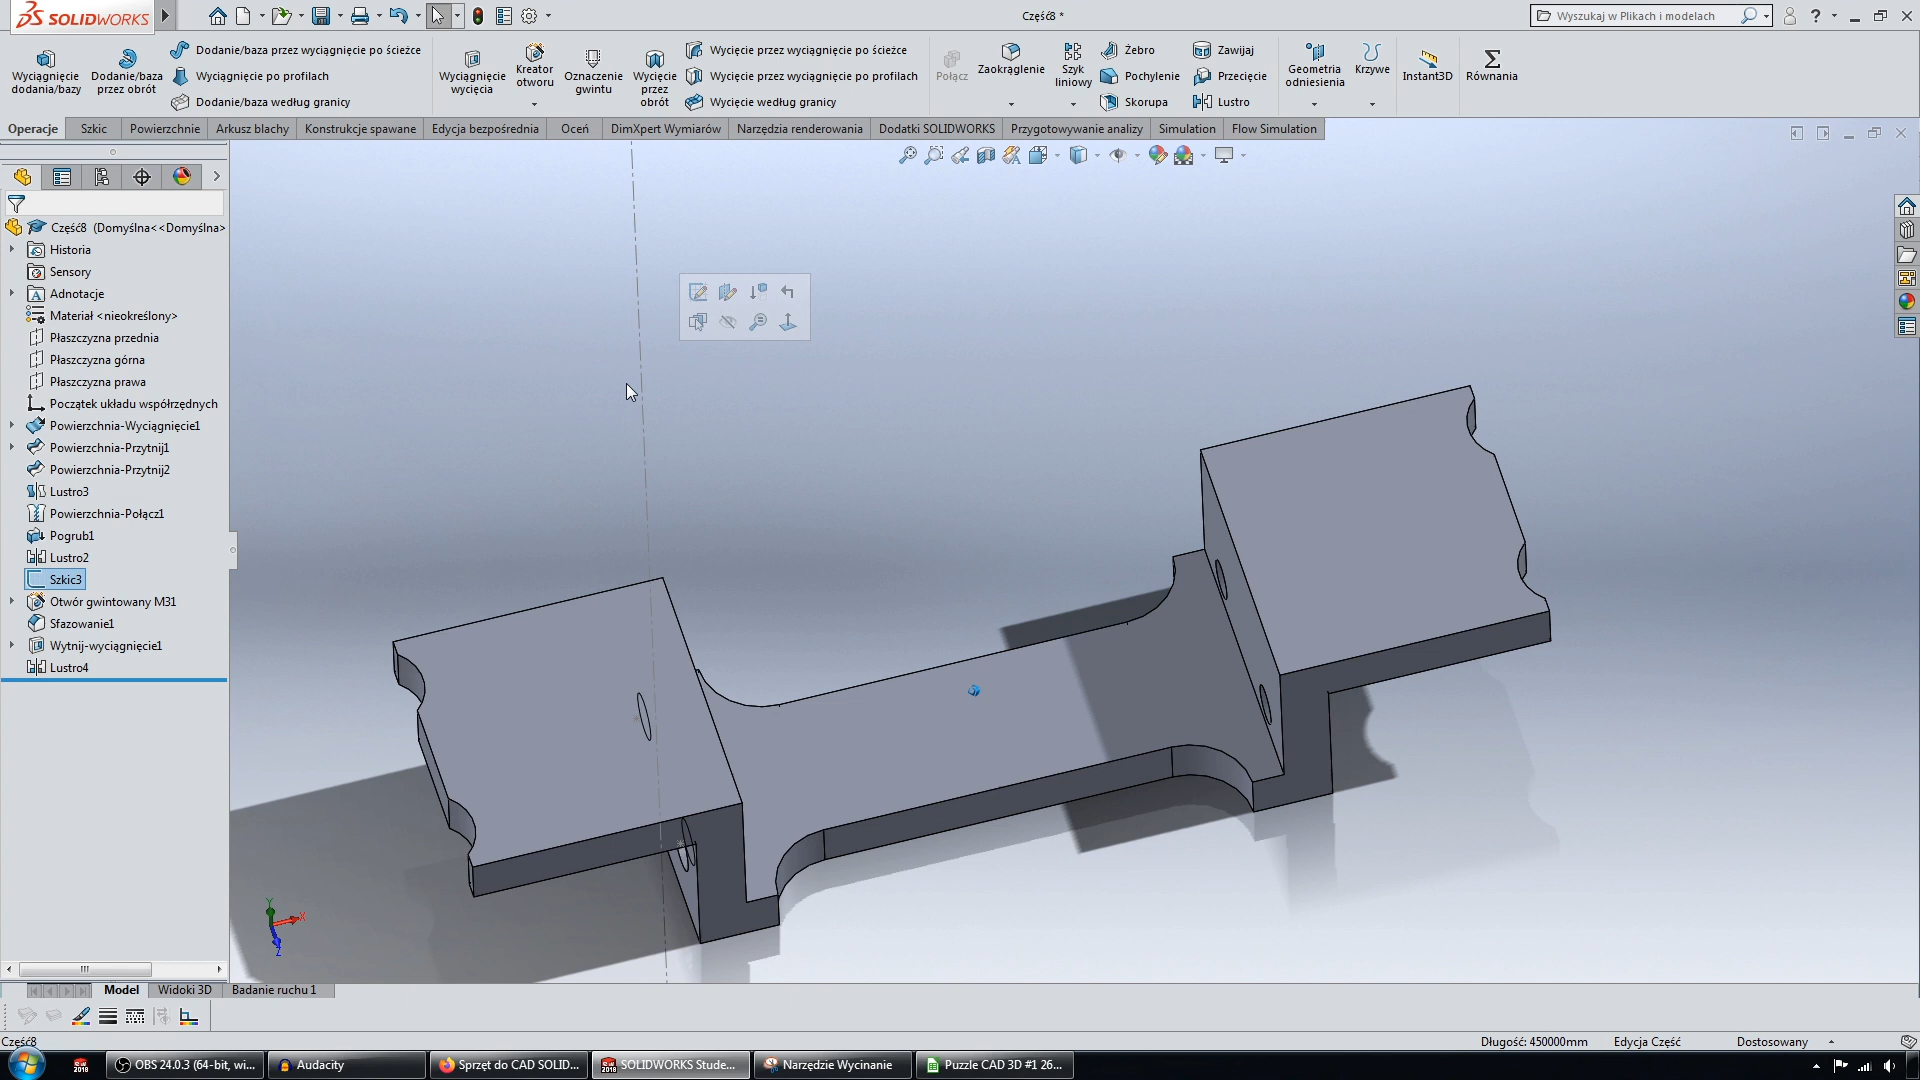 SOLIDWORKS
Część8 *
Wyszukaj w Plikach i modelach
Wyciągnięcie dodania/bazy
Dodanie/baza przez obrót
Dodanie/baza przez wyciągnięcie po ścieżce
Wyciągnięcie po profilach
Dodanie/baza według granicy
Wyciągnięcie wycięcia
Kreator otworu
Oznaczenie gwintu
Wycięcie przez obrót
Wycięcie przez wyciągnięcie po ścieżce
Wycięcie przez wyciągnięcie po profilach
Wycięcie według granicy
Połącz
Zaokrąglenie
Szyk liniowy
Żebro
Pochylenie
Skorupa
Zawijaj
Przecięcie
Lustro
Geometria odniesienia
Krzywe
Instant3D
Równania
Operacje
Szkic
Powierzchnie
Arkusz blachy
Konstrukcje spawane
Edycja bezpośrednia
Oceń
DimXpert Wymiarów
Narzędzia renderowania
Dodatki SOLIDWORKS
Przygotowywanie analizy
Simulation
Flow Simulation
Część8 (Domyślna<<Domyślna>
Historia
Sensory
Adnotacje
Materiał <nieokreślony>
Płaszczyzna przednia
Płaszczyzna górna
Płaszczyzna prawa
Początek układu współrzędnych
Powierzchnia-Wyciągnięcie1
Powierzchnia-Przytnij1
Powierzchnia-Przytnij2
Lustro3
Powierzchnia-Połącz1
Pogrub1
Lustro2
Szkic3
Otwór gwintowany M31
Sfazowanie1
Wytnij-wyciągnięcie1
Lustro4
Y
X
Z
Model
Widoki 3D
Badanie ruchu 1
Część8
Długość: 450000mm
Edycja Część
Dostosowany
2018
OBS 24.0.3 (64-bit, wi...
Audacity
Sprzęt do CAD SOLID...
SOLIDWORKS Stude...
Narzędzie Wycinanie
Puzzle CAD 3D #1 26...